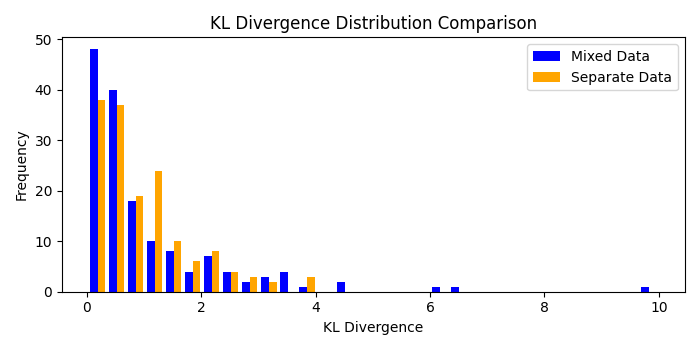 KL Divergence Distribution Comparison
Mixed Data
Separate Data
Frequency
50
40
30
20
10
0
0 2 4 6 8 10
KL Divergence